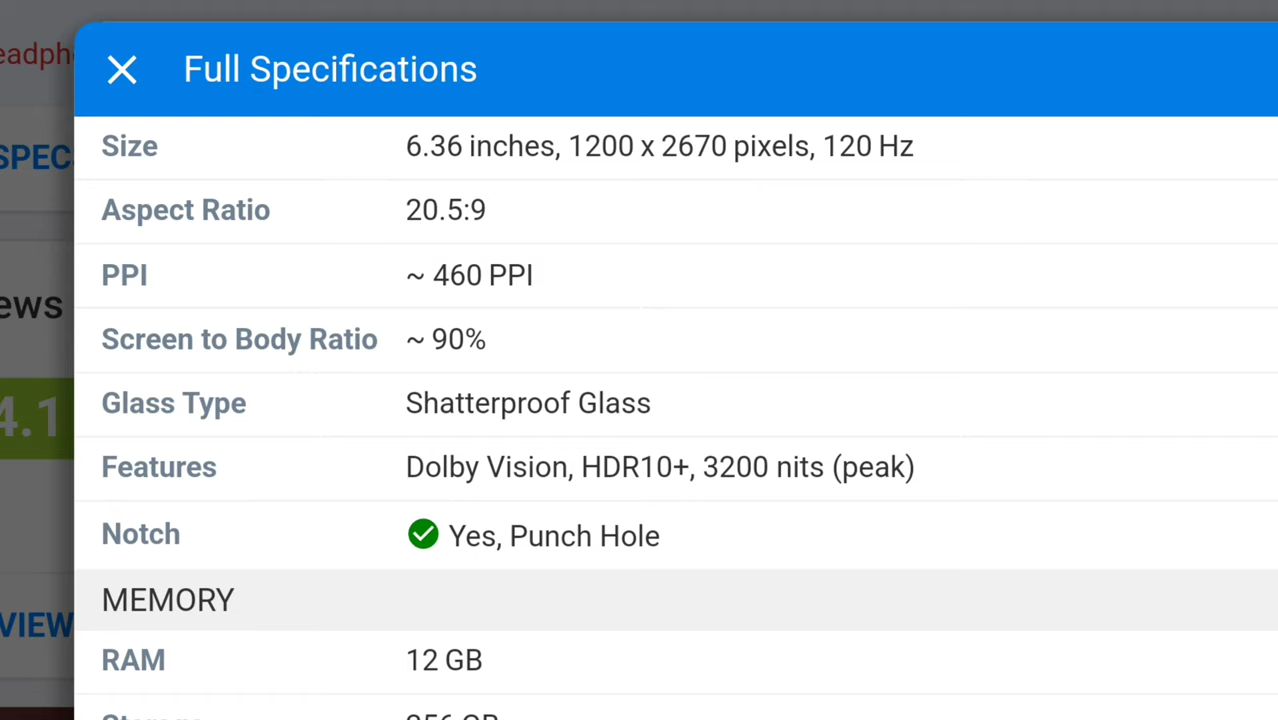 Full Specifications
Size 6.36 inches, 1200 x 2670 pixels, 120 Hz
Aspect Ratio 20.5:9
PPI ~ 460 PPI
Screen to Body Ratio ~ 90%
Glass Type Shatterproof Glass
Features Dolby Vision, HDR10+, 3200 nits (peak)
Notch Yes, Punch Hole
MEMORY
RAM 12 GB
4.1